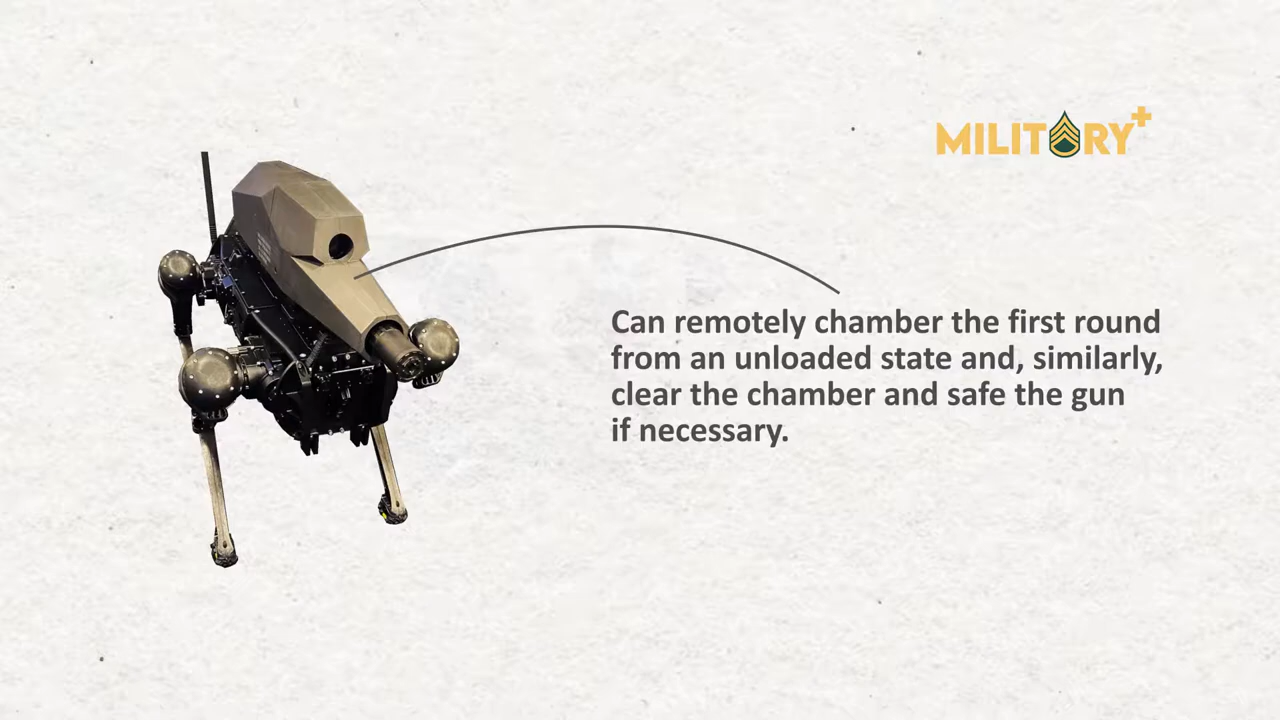 MILITARY+
Can remotely chamber the first round
from an unloaded state and, similarly,
clear the chamber and safe the gun
if necessary.